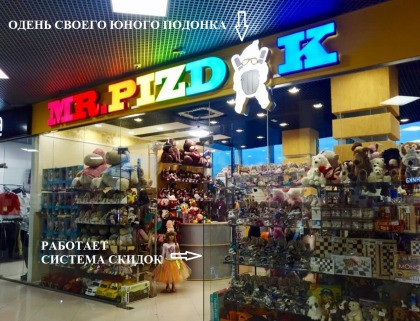 ОДЕНЬ СВОЕГО ЮНОГО ПОДОНКА
MR.PIZD K
РАБОТАЕТ
СИСТЕМА СКИДОК